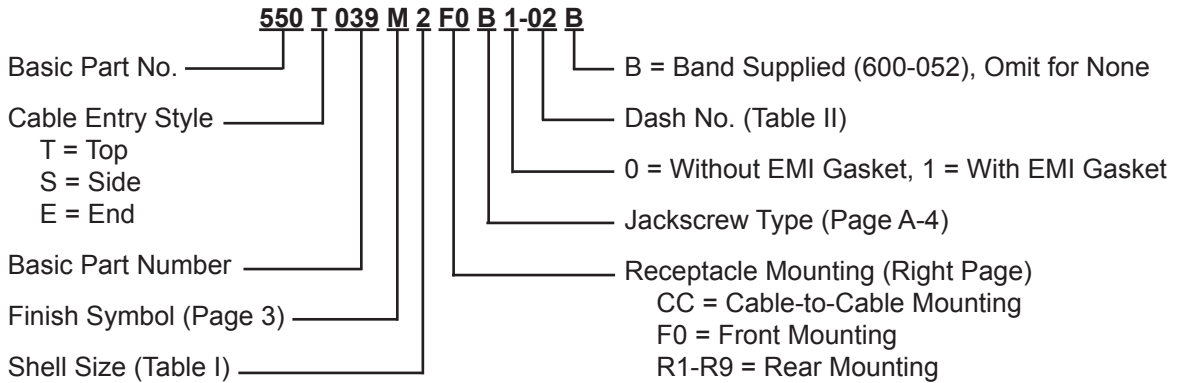 550 T 039 M 2 F0 B 1-02 B
Basic Part No.
Cable Entry Style
T = Top
S = Side
E = End
Basic Part Number
Finish Symbol (Page 3)
Shell Size (Table I)
B = Band Supplied (600-052), Omit for None
Dash No. (Table II)
0 = Without EMI Gasket, 1 = With EMI Gasket
Jackscrew Type (Page A-4)
Receptacle Mounting (Right Page)
CC = Cable-to-Cable Mounting
F0 = Front Mounting
R1-R9 = Rear Mounting